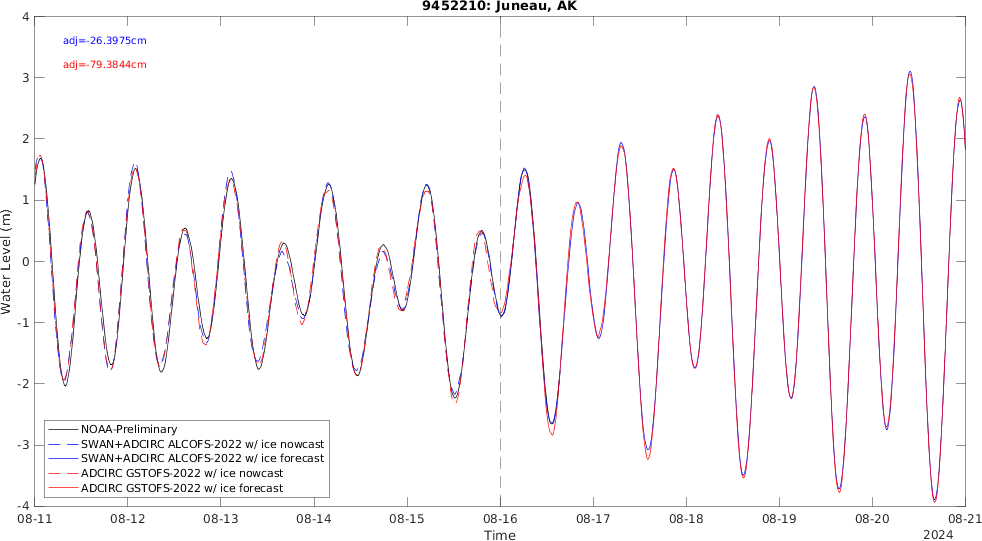 9452210: Juneau, AK
adj=-26.3975cm
adj=-79.3844cm
Water Level (m)
4
3
2
1
0
-1
-2
-3
-4
NOAA-Preliminary
SWAN+ADCIRC ALCOFS-2022 w/ ice nowcast
SWAN+ADCIRC ALCOFS-2022 w/ ice forecast
ADCIRC GSTOFS-2022 w/ ice nowcast
ADCIRC GSTOFS-2022 w/ ice forecast
08-11 08-12 08-13 08-14 08-15 08-16 08-17 08-18 08-19 08-20 08-21
Time
2024